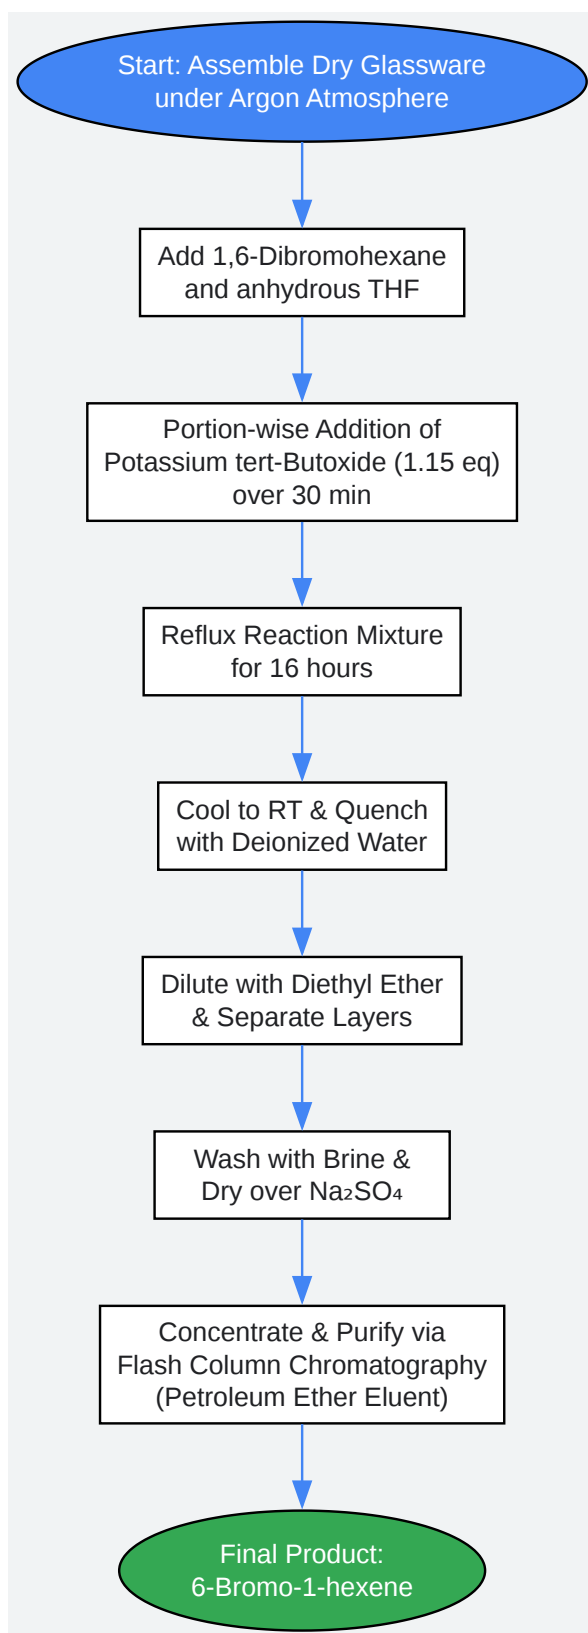 Start: Assemble Dry Glassware
under Argon Atmosphere
Add 1,6-Dibromohexane
and anhydrous THF
Portion-wise Addition of
Potassium tert-Butoxide (1.15 eq)
over 30 min
Reflux Reaction Mixture
for 16 hours
Cool to RT & Quench
with Deionized Water
Dilute with Diethyl Ether
& Separate Layers
Wash with Brine &
Dry over Na₂SO₄
Concentrate & Purify via
Flash Column Chromatography
(Petroleum Ether Eluent)
Final Product:
6-Bromo-1-hexene